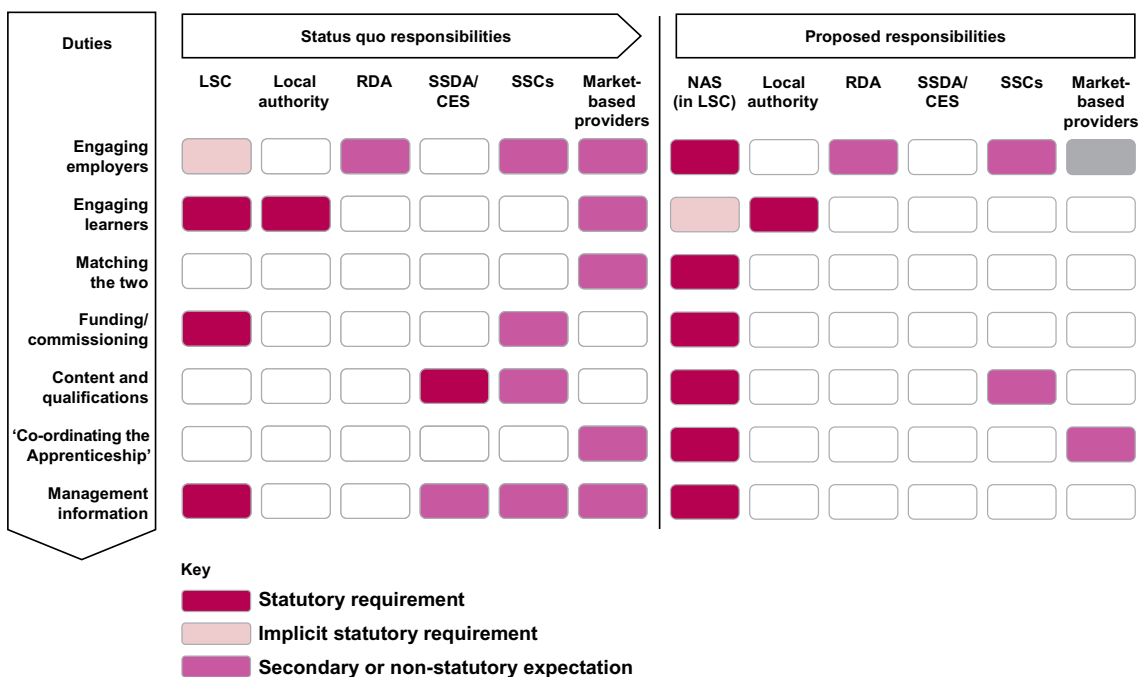 Duties
Status quo responsibilities
Proposed responsibilities
LSC
Local
authority
RDA
SSDA/
CES
SSCs
Market-
based
providers
NAS
(in LSC)
Local
authority
RDA
SSDA/
CES
SSCs
Market-
based
providers
Engaging
employers
Engaging
learners
Matching
the two
Funding/
commissioning
Content and
qualifications
‘Co-ordinating the
Apprenticeship’
Management
information
Key
Statutory requirement
Implicit statutory requirement
Secondary or non-statutory expectation